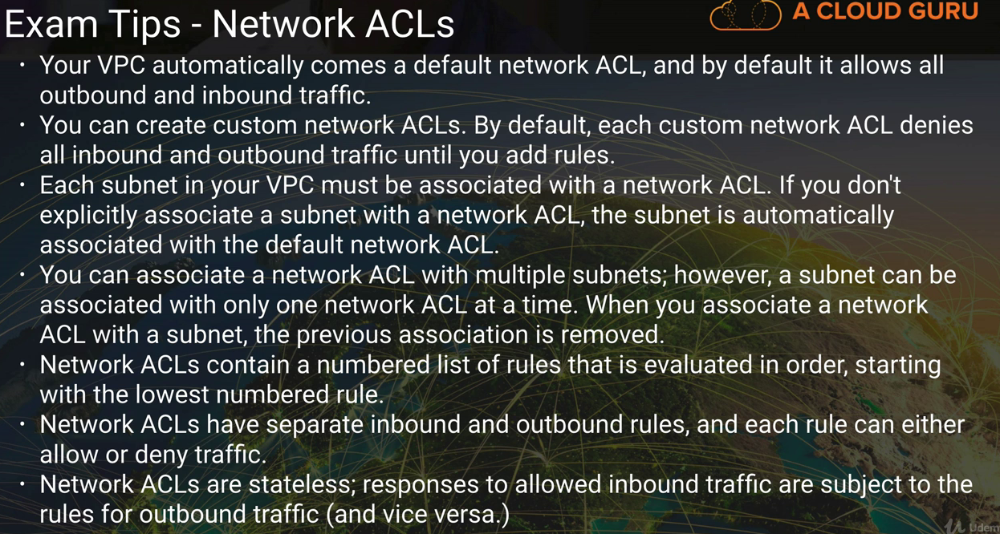 Exam Tips - Network ACLs
A CLOUD GURU
• Your VPC automatically comes a default network ACL, and by default it allows all
outbound and inbound traffic.
• You can create custom network ACLs. By default, each custom network ACL denies
all inbound and outbound traffic until you add rules.
• Each subnet in your VPC must be associated with a network ACL. If you don't
explicitly associate a subnet with a network ACL, the subnet is automatically
associated with the default network ACL.
• You can associate a network ACL with multiple subnets; however, a subnet can be
associated with only one network ACL at a time. When you associate a network
ACL with a subnet, the previous association is removed.
• Network ACLs contain a numbered list of rules that is evaluated in order, starting
with the lowest numbered rule.
• Network ACLs have separate inbound and outbound rules, and each rule can either
allow or deny traffic.
• Network ACLs are stateless; responses to allowed inbound traffic are subject to the
rules for outbound traffic (and vice versa.)
Udem